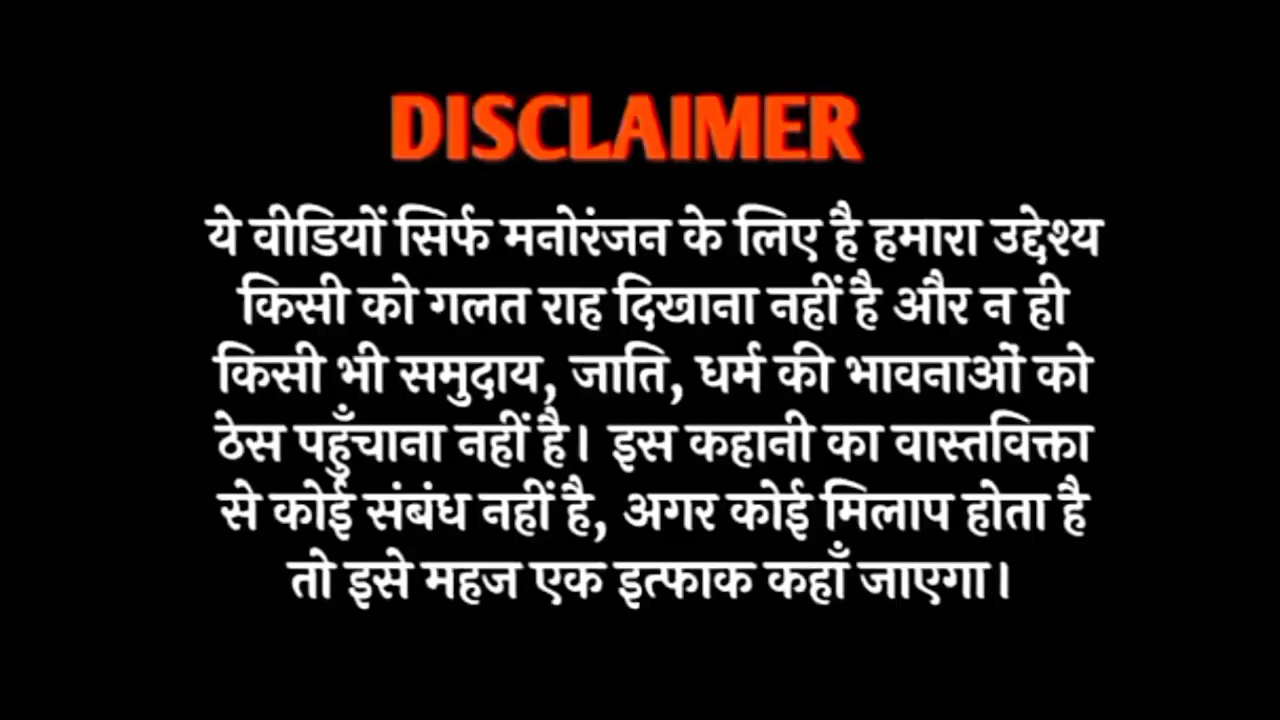 DISCLAIMER
ये वीडियों सिर्फ मनोरंजन के लिए है हमारा उद्देश्य
किसी को गलत राह दिखाना नहीं है और न ही
किसी भी समुदाय, जाति, धर्म की भावनाओं को
ठेस पहुँचाना नहीं है। इस कहानी का वास्तविक्ता
से कोई संबंध नहीं है, अगर कोई मिलाप होता है
तो इसे महज एक इत्फाक कहाँ जाएगा।